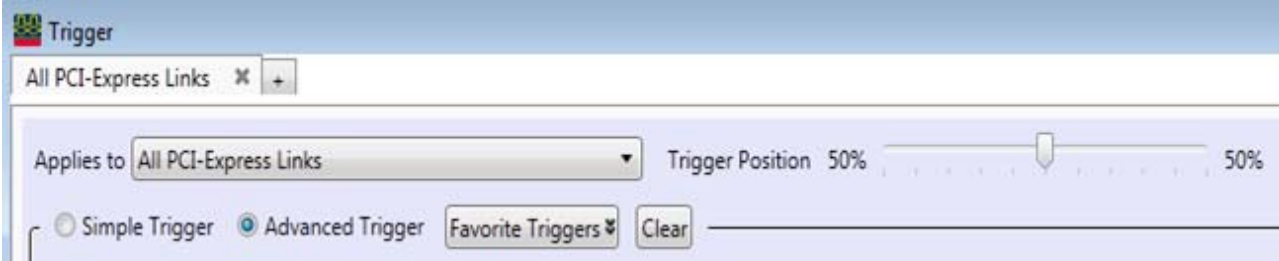 Trigger
All PCI-Express Links +
Applies to All PCI-Express Links Trigger Position 50% 50%
Simple Trigger Advanced Trigger Favorite Triggers Clear